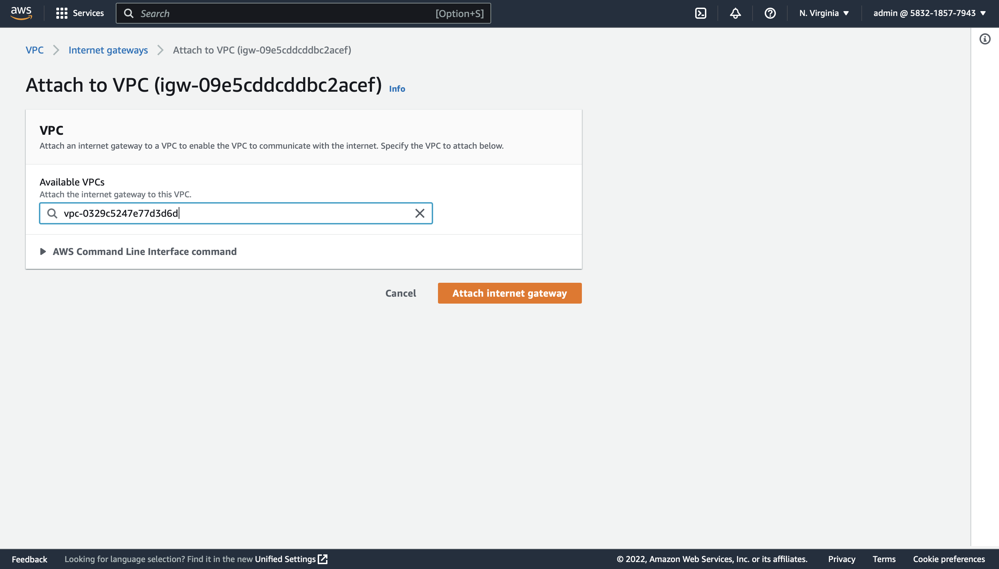 aws Services Search [Option+S] N. Virginia admin @ 5832-1857-7943
VPC Internet gateways Attach to VPC (igw-09e5cddcddbc2acef)
Attach to VPC (igw-09e5cddcddbc2acef) Info
VPC
Attach an internet gateway to a VPC to enable the VPC to communicate with the internet. Specify the VPC to attach below.
Available VPCs
Attach the internet gateway to this VPC.
vpc-0329c5247e77d3d6d
AWS Command Line Interface command
Cancel Attach internet gateway
Feedback Looking for language selection? Find it in the new Unified Settings © 2022, Amazon Web Services, Inc. or its affiliates. Privacy Terms Cookie preferences